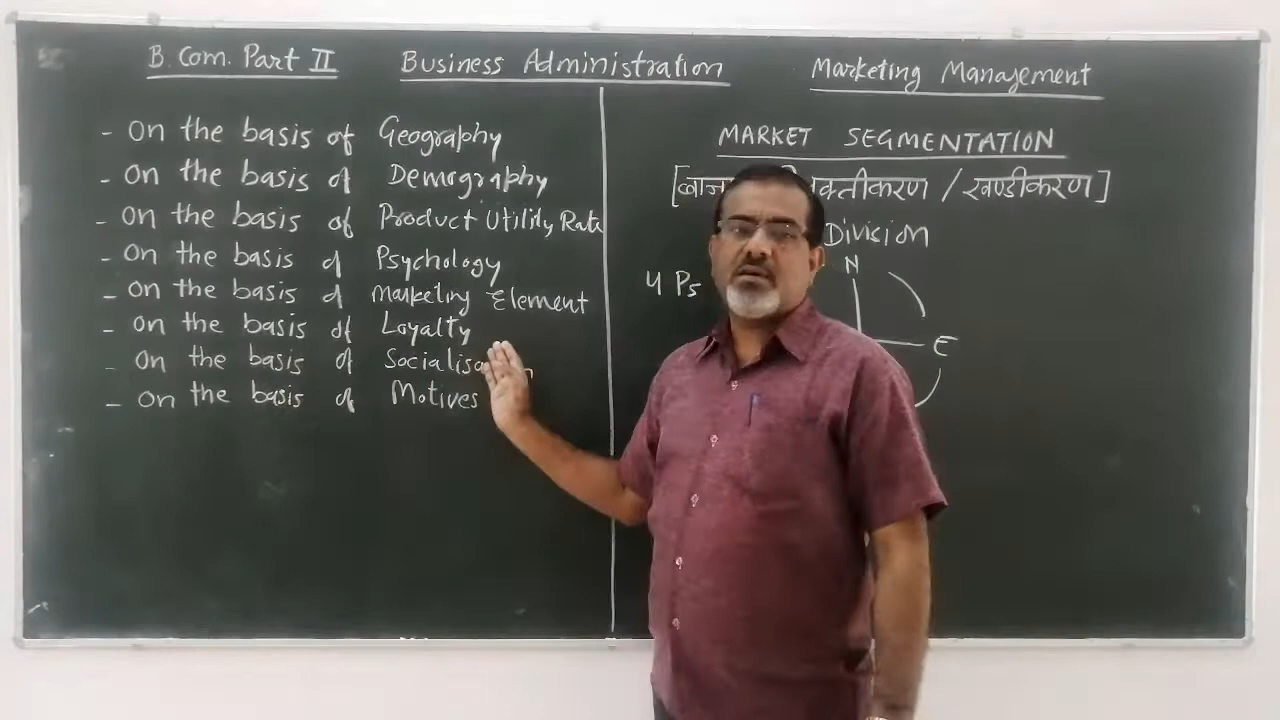 B. Com. Part II Business Administration Marketing Management
- On the basis of Geography
- On the basis of Demography
- On the basis of Product Utility Rate
- On the basis of Psychology
- On the basis of Marketing Element
- On the basis of Loyalty
- On the basis of
- On the basis of Motives
MARKET SEGMENTATION
/ खण्डीकरण]
Division
4 Ps
N
E